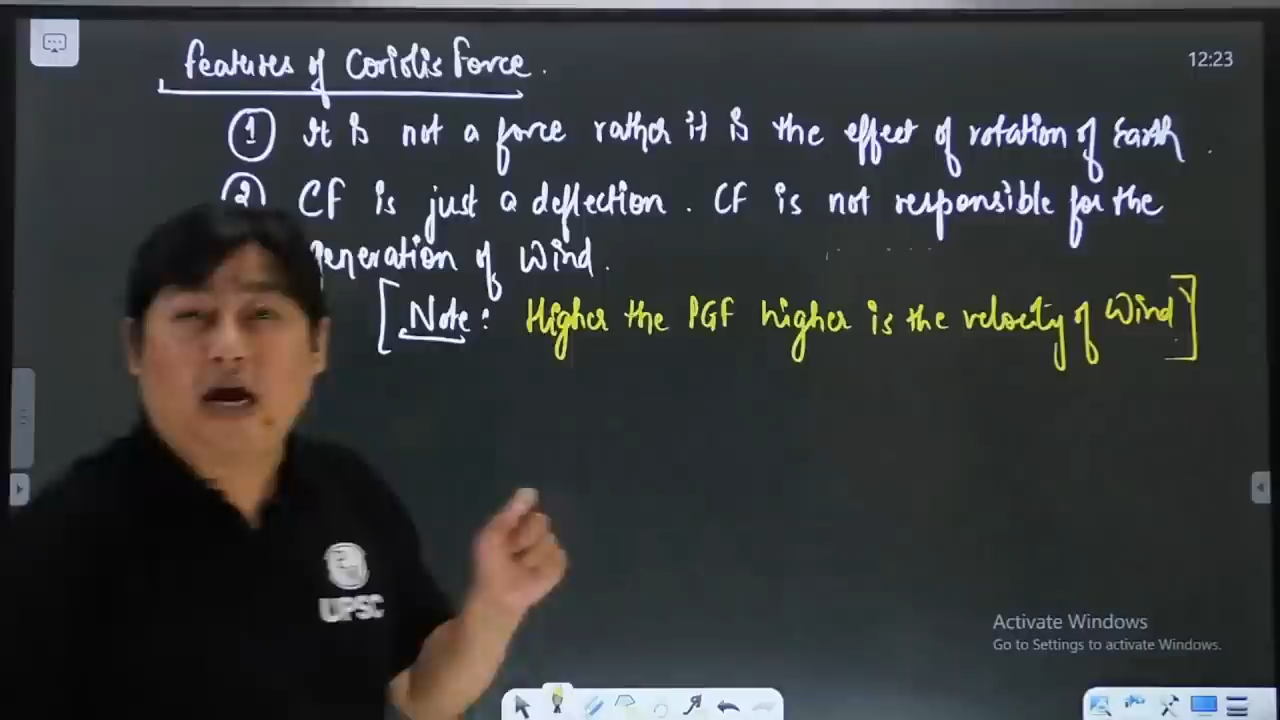 Features of Coriolis Force.
12:23
① It is not a force rather it is the effect of rotation of Earth.
② CF is just a deflection. CF is not responsible for the
generation of Wind.
[Note: Higher the PGF higher is the velocity of Wind]
UPSC
Activate Windows
Go to Settings to activate Windows.